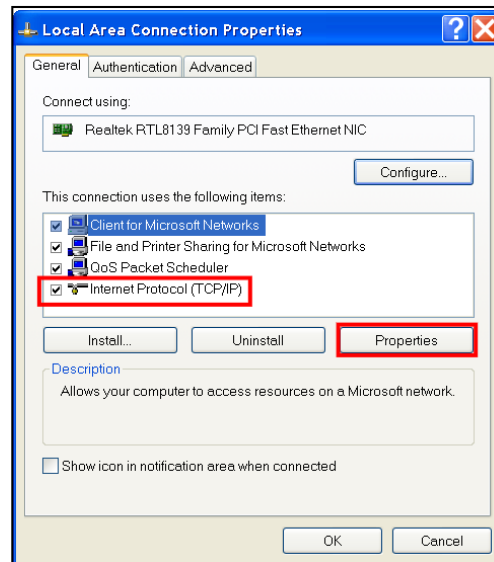 Local Area Connection Properties
General Authentication Advanced
Connect using:
Realtek RTL8139 Family PCI Fast Ethernet NIC
Configure...
This connection uses the following items:
Client for Microsoft Networks
File and Printer Sharing for Microsoft Networks
QoS Packet Scheduler
Internet Protocol (TCP/IP)
Install... Uninstall Properties
Description
Allows your computer to access resources on a Microsoft network.
Show icon in notification area when connected
OK Cancel